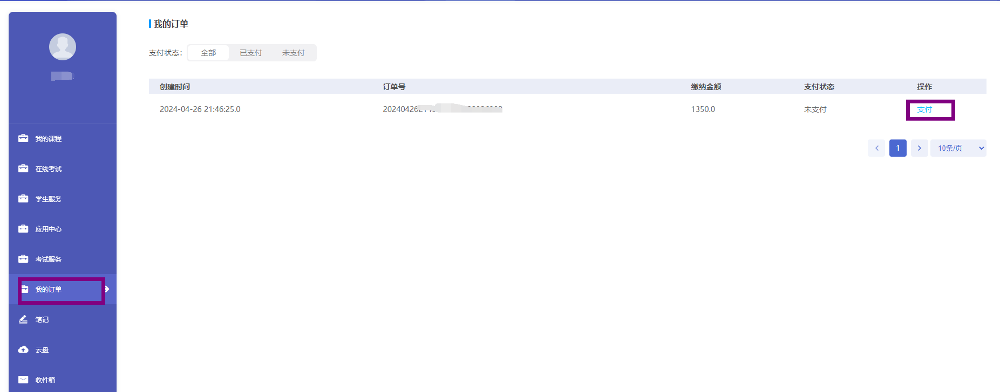 我的订单
支付状态： 全部 已支付 未支付
创建时间 订单号 缴纳金额 支付状态 操作
2024-04-26 21:46:25.0 20240426 1350.0 未支付 支付
1 10条/页
我的课程
在线考试
学生服务
应用中心
考试服务
我的订单
笔记
云盘
收件箱